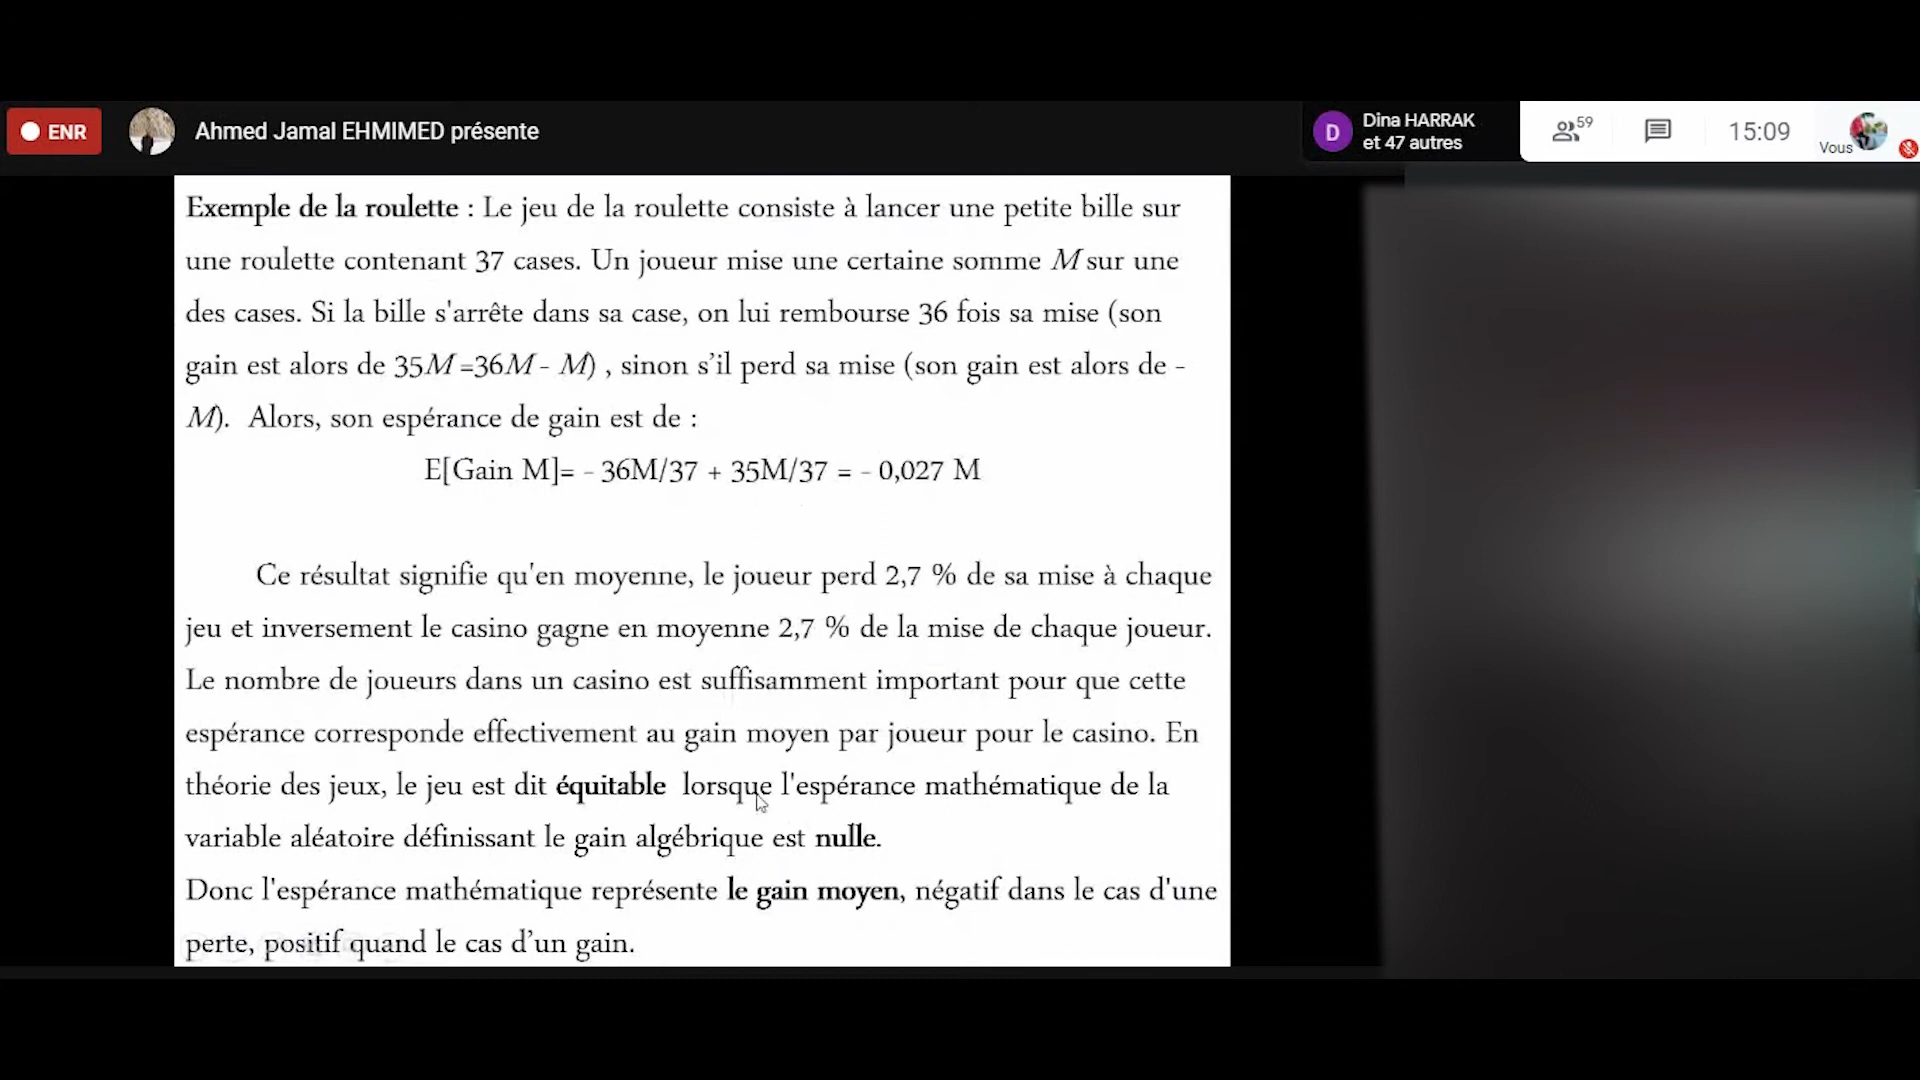 ENR
Ahmed Jamal EHMIMED présente
D
Dina HARRAK
et 47 autres
59
15:09
Vous
Exemple de la roulette : Le jeu de la roulette consiste à lancer une petite bille sur
une roulette contenant 37 cases. Un joueur mise une certaine somme M sur une
des cases. Si la bille s'arrête dans sa case, on lui rembourse 36 fois sa mise (son
gain est alors de 35M =36M - M) , sinon s’il perd sa mise (son gain est alors de -
M). Alors, son espérance de gain est de :
E[Gain M]= - 36M/37 + 35M/37 = - 0,027 M
Ce résultat signifie qu'en moyenne, le joueur perd 2,7 % de sa mise à chaque
jeu et inversement le casino gagne en moyenne 2,7 % de la mise de chaque joueur.
Le nombre de joueurs dans un casino est suffisamment important pour que cette
espérance corresponde effectivement au gain moyen par joueur pour le casino. En
théorie des jeux, le jeu est dit équitable lorsque l'espérance mathématique de la
variable aléatoire définissant le gain algébrique est nulle.
Donc l'espérance mathématique représente le gain moyen, négatif dans le cas d'une
perte, positif quand le cas d’un gain.